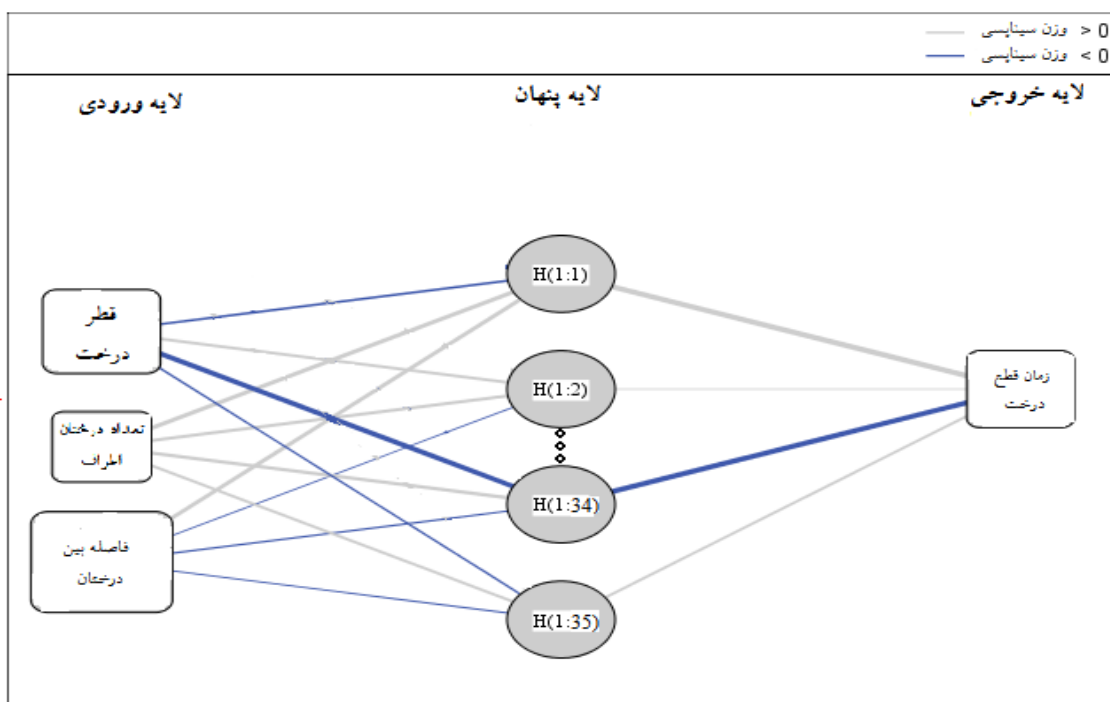 وزن سیناپسی > 0
وزن سیناپسی < 0
لایه خروجی
لایه پنهان
لایه ورودی
H(1:1)
H(1:2)
H(1:34)
H(1:35)
قطر
درخت
تعداد درختان
اطراف
فاصله بین
درختان
زمان قطع
درخت